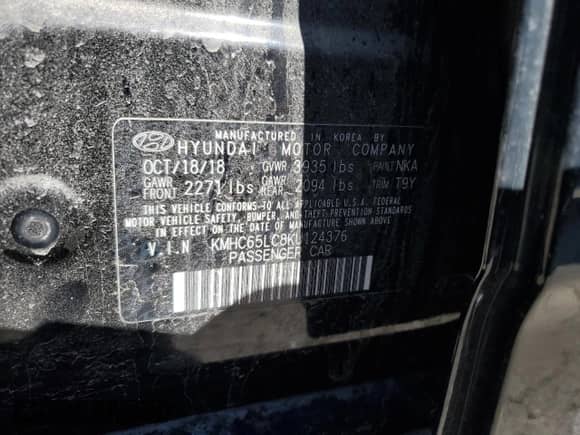 MANUFACTURED IN KOREA BY
HYUNDAI MOTOR COMPANY
OCT/18/18 GVWR 3935 lbs PAINT NKA
GAWR FRONT 2271 lbs GAWR REAR 2094 lbs TRIM T9Y
THIS VEHICLE CONFORMS TO ALL APPLICABLE U.S.A. FEDERAL
MOTOR VEHICLE SAFETY, BUMPER, AND THEFT PREVENTION STANDARDS
IN EFFECT ON THE DATE OF MANUFACTURE SHOWN ABOVE.
V I N KMHC65LC8KU124376
PASSENGER CAR